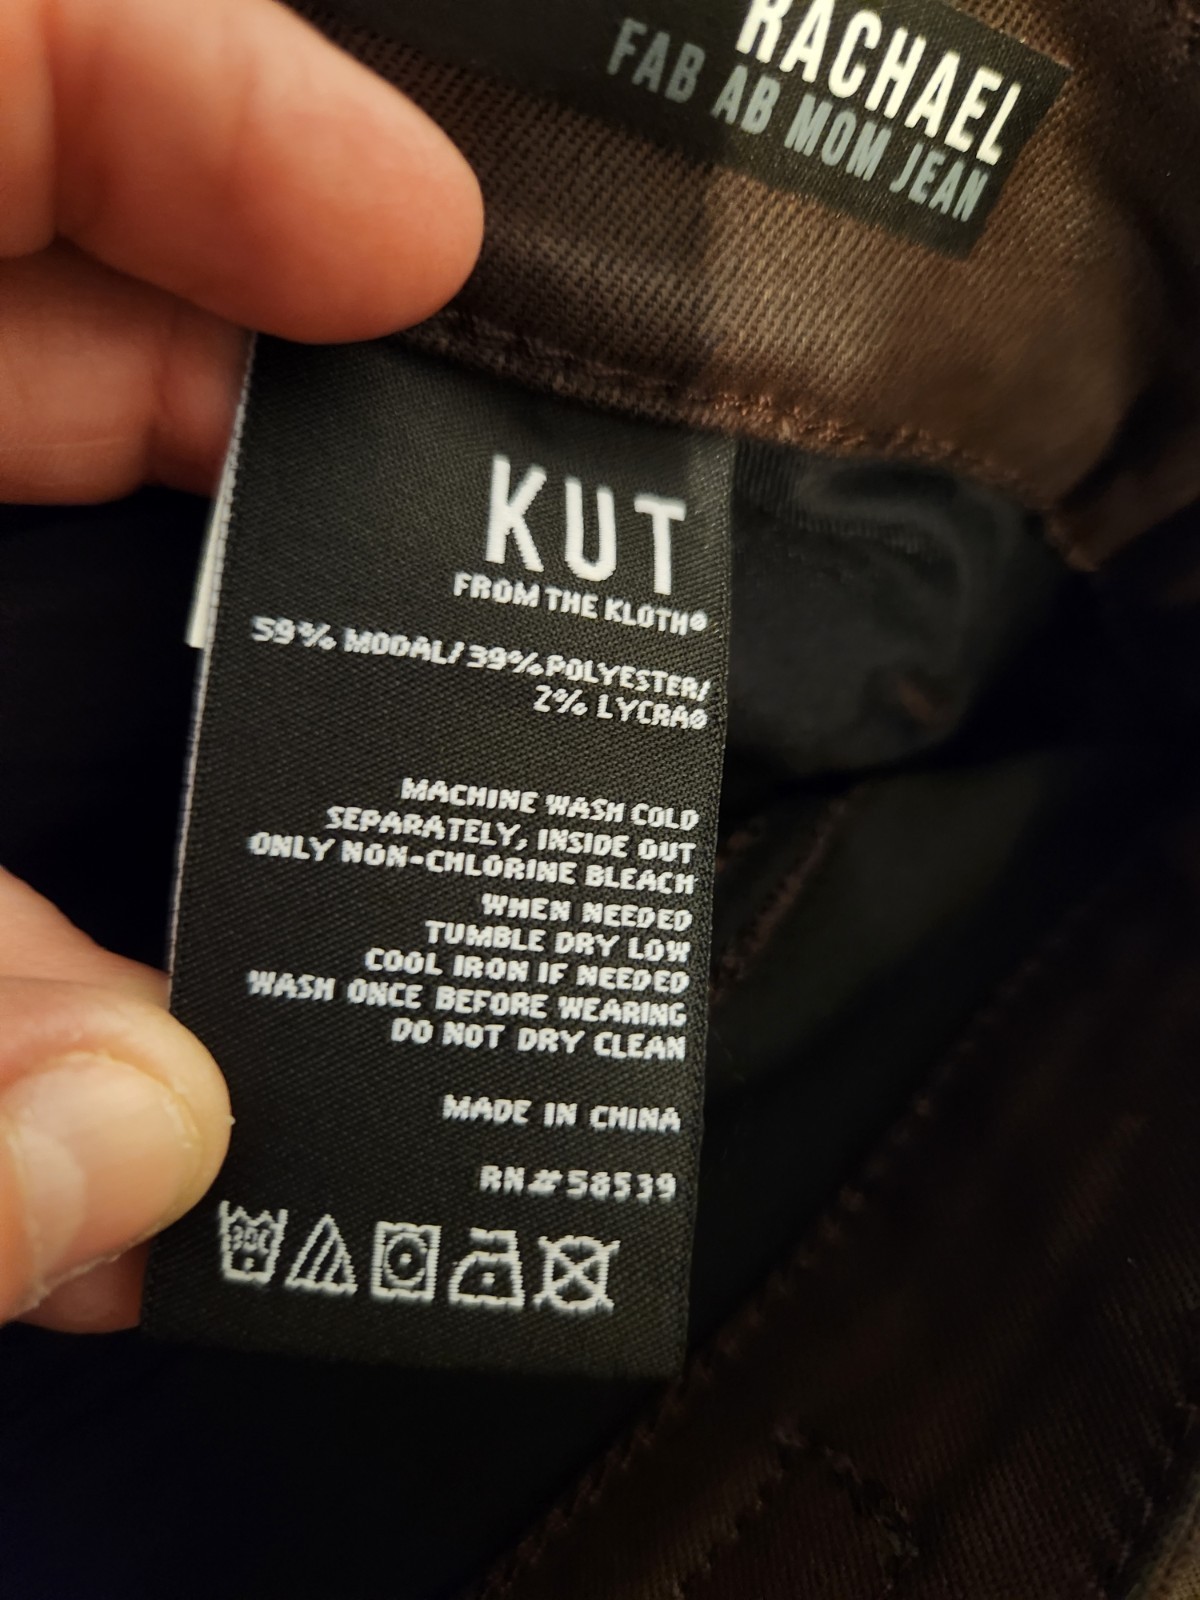 RACHAEL
FAB AB MOM JEAN
KUT
FROM THE KLOTH®
59% MODAL/39%POLYESTER/
2% LYCRA®
MACHINE WASH COLD
SEPARATELY, INSIDE OUT
ONLY NON-CHLORINE BLEACH
WHEN NEEDED
TUMBLE DRY LOW
COOL IRON IF NEEDED
WASH ONCE BEFORE WEARING
DO NOT DRY CLEAN
MADE IN CHINA
RN#58539
30C